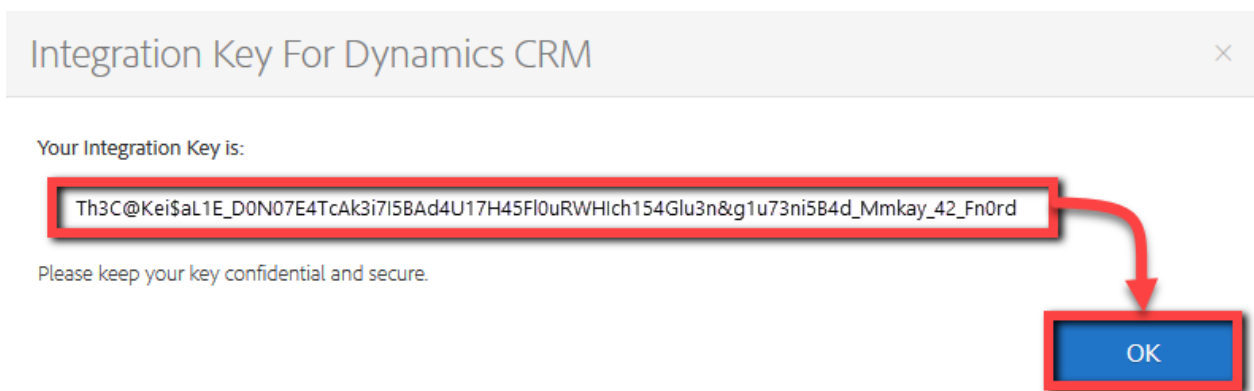 Integration Key For Dynamics CRM
Your Integration Key is:
Th3C@Kei$aL1E_D0N07E4TcAk3i7I5BAd4U17H45Fl0uRWHIch154Glu3n&g1u73ni5B4d_Mmkay_42_Fn0rd
Please keep your key confidential and secure.
OK